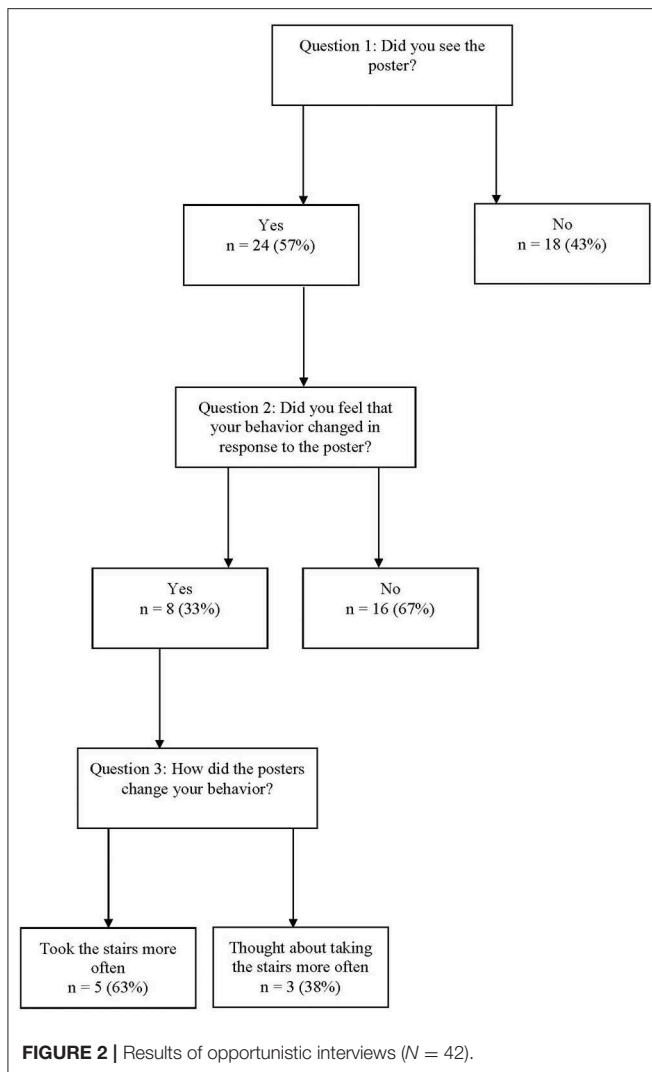 Question 1: Did you see the
poster?
Yes
n = 24 (57%)
No
n = 18 (43%)
Question 2: Did you feel that
your behavior changed in
response to the poster?
Yes
n = 8 (33%)
No
n = 16 (67%)
Question 3: How did the posters
change your behavior?
Took the stairs more
often
n = 5 (63%)
Thought about taking
the stairs more often
n = 3 (38%)
FIGURE 2 | Results of opportunistic interviews (N = 42).